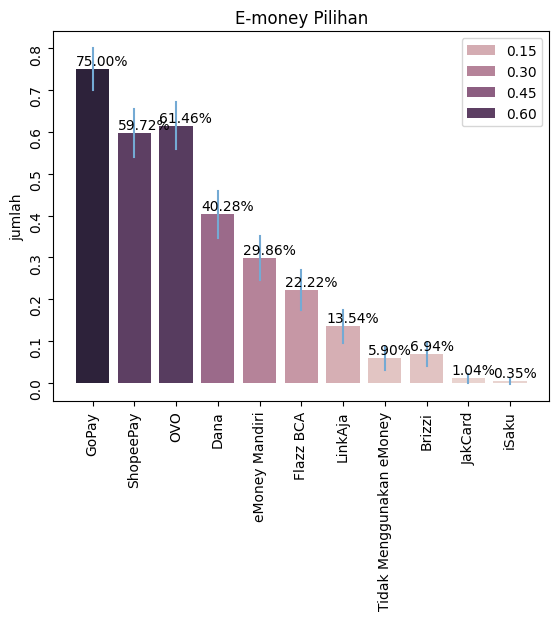 E-money Pilihan
jumlah
0.8
0.7
0.6
0.5
0.4
0.3
0.2
0.1
0.0
75.00%
59.72%
61.46%
40.28%
29.86%
22.22%
13.54%
5.90%
6.94%
1.04%
0.35%
0.15
0.30
0.45
0.60
GoPay
ShopeePay
OVO
Dana
eMoney Mandiri
Flazz BCA
LinkAja
Tidak Menggunakan eMoney
Brizzi
JakCard
iSaku